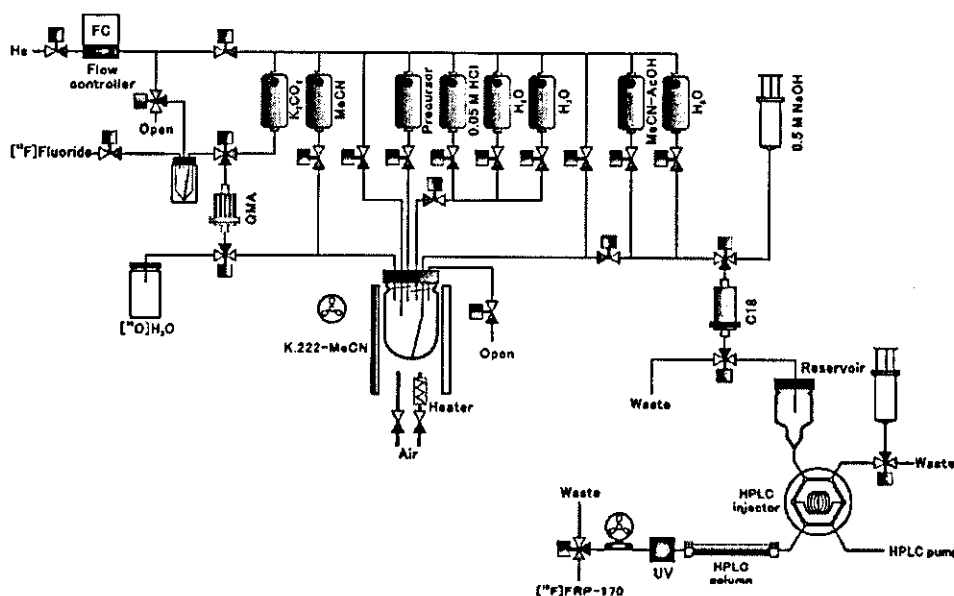 FC
He
Flow
controller
Open
[¹⁸F]Fluoride
QMA
[¹⁸O]H₂O
K₂CO₃
MeCN
Precursor
0.05 M HCl
H₂O
H₂O
MeCN-AcOH
H₂O
0.5 M NaOH
K.222-MeCN
Open
Heater
Air
C18
Waste
Reservoir
Waste
HPLC
injector
HPLC pump
Waste
UV
HPLC
column
[¹⁸F]FRP-170